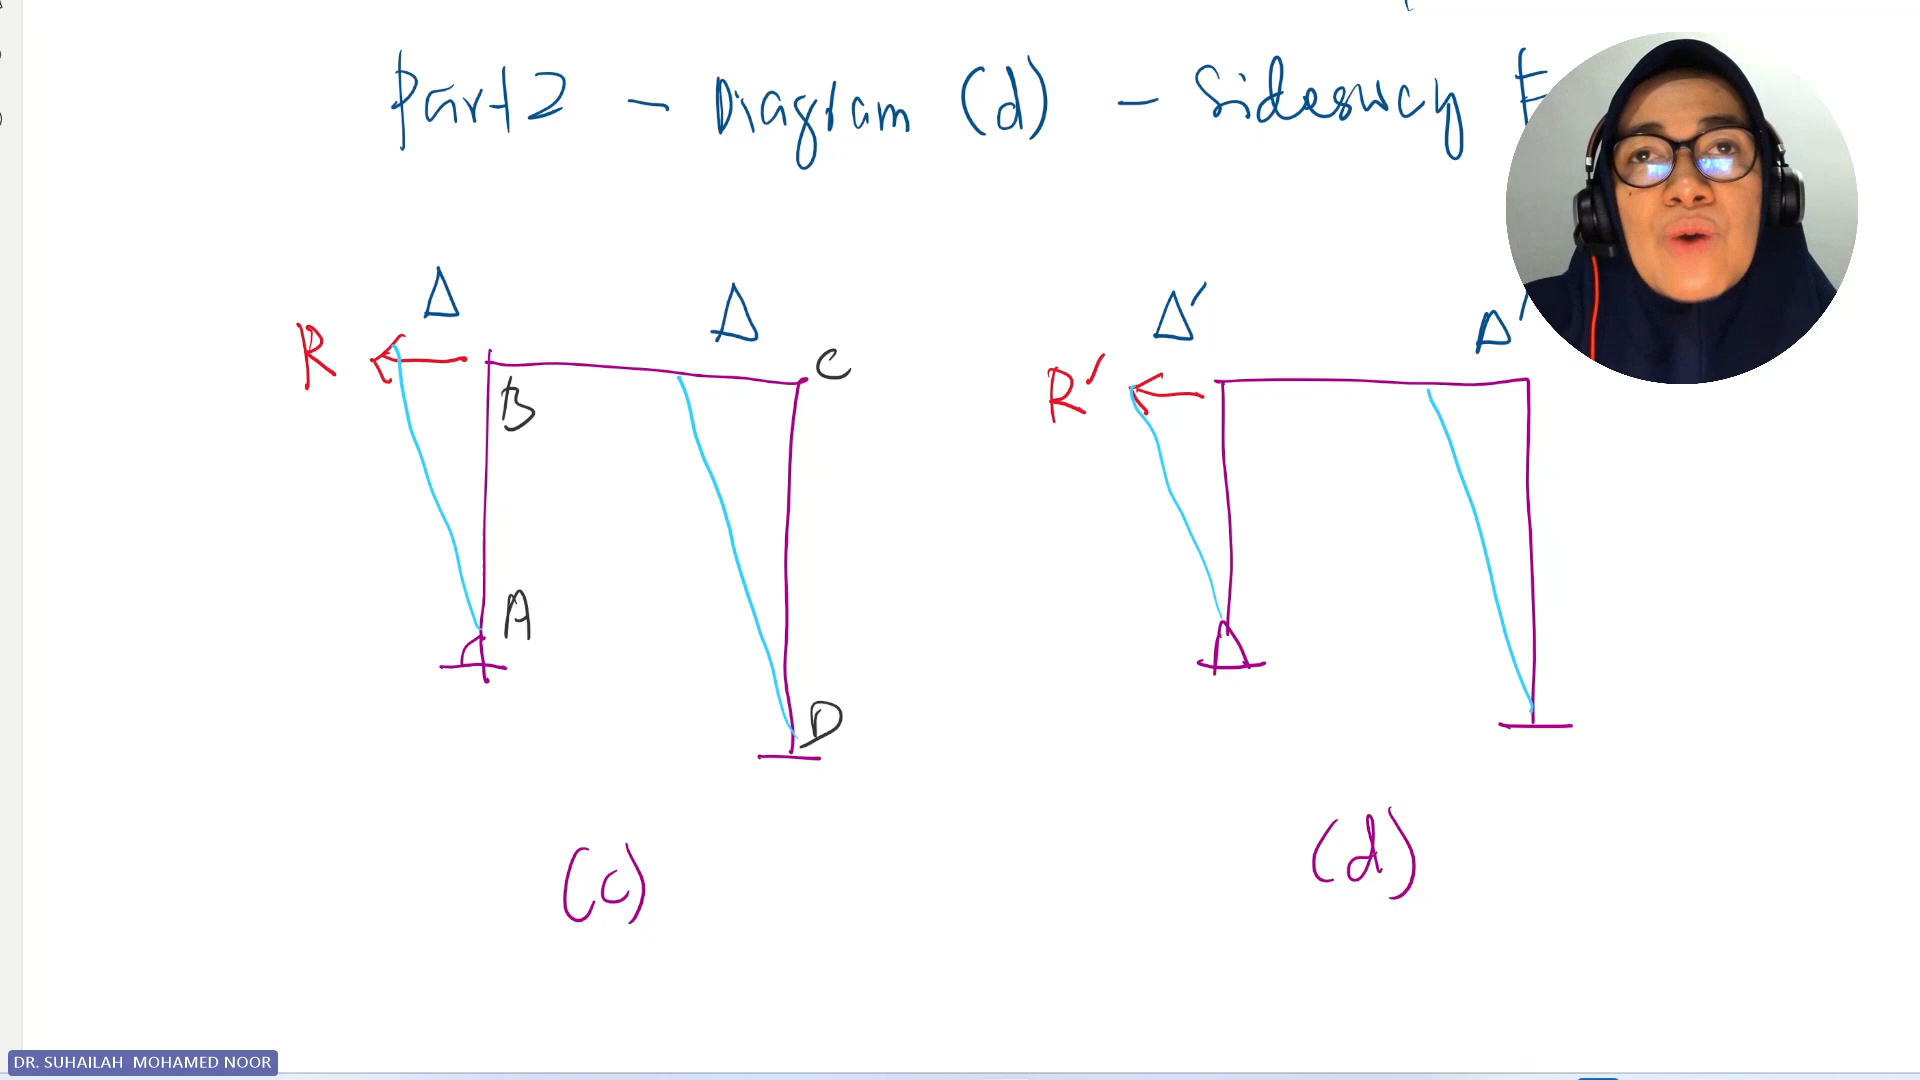 Part 2 - Diagram (d) - Sidesway F
Δ Δ Δ' Δ'
R B C R'
A
D
(c) (d)
DR. SUHAILAH MOHAMED NOOR